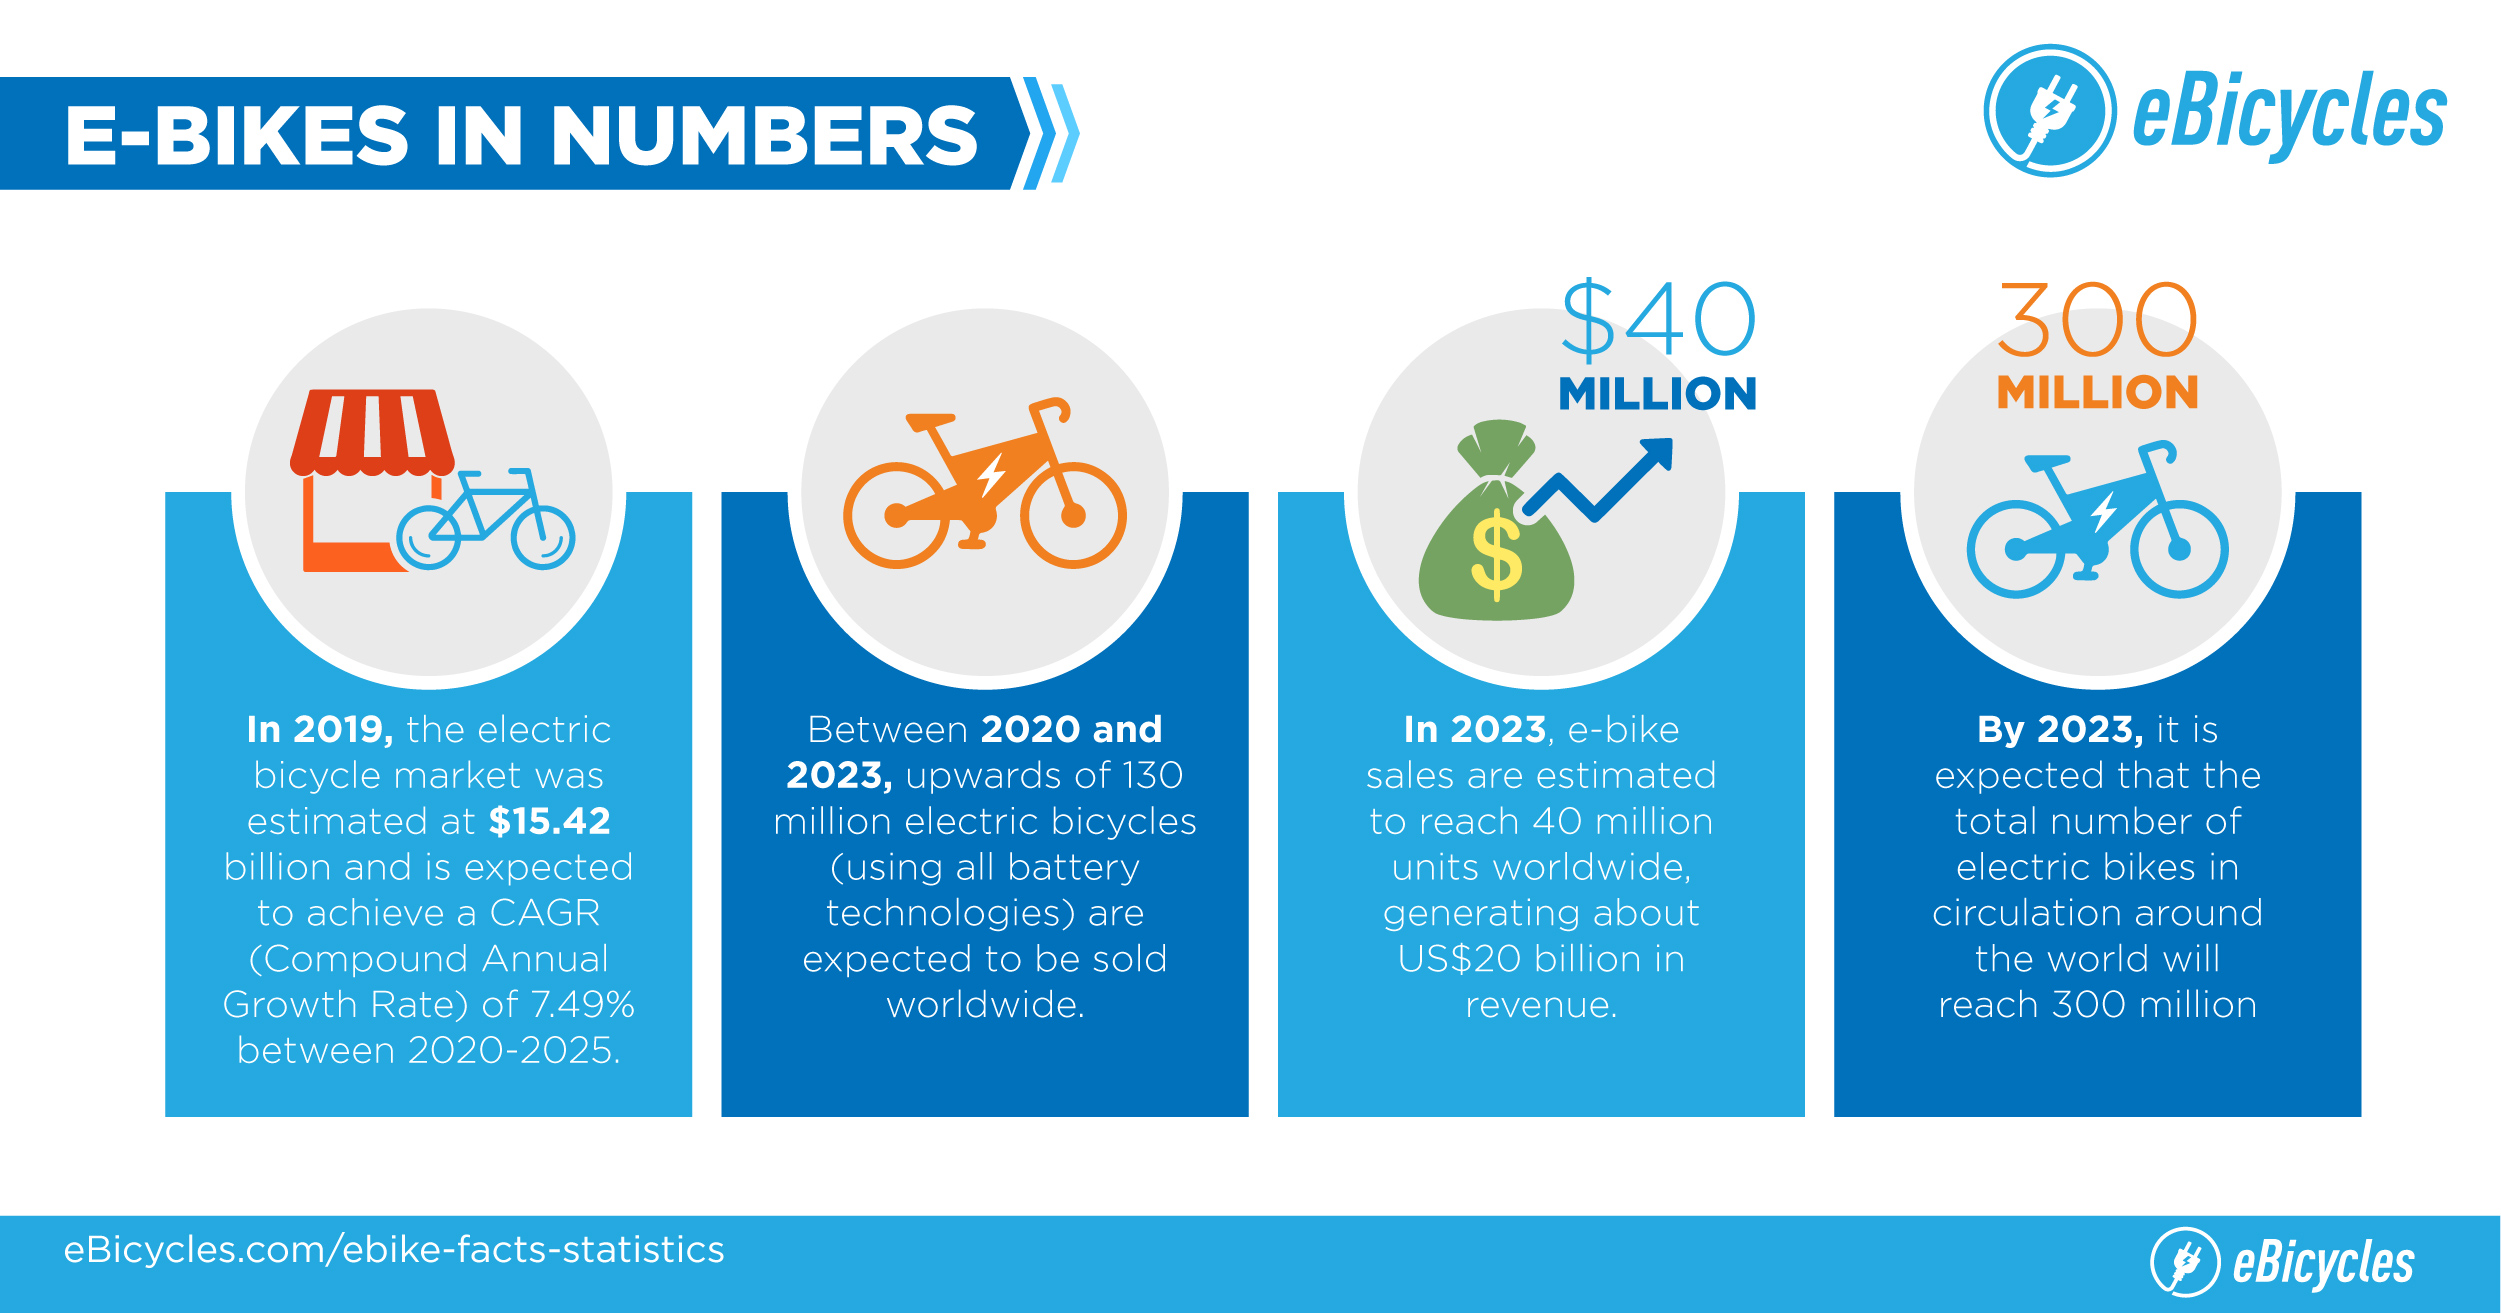 E-BIKES IN NUMBERS
eBicycles
In 2019, the electric
bicycle market was
estimated at $15.42
billion and is expected
to achieve a CAGR
(Compound Annual
Growth Rate) of 7.49%
between 2020-2025.
Between 2020 and
2023, upwards of 130
million electric bicycles
(using all battery
technologies) are
expected to be sold
worldwide.
$40
MILLION
$
In 2023, e-bike
sales are estimated
to reach 40 million
units worldwide,
generating about
US$20 billion in
revenue.
300
MILLION
By 2023, it is
expected that the
total number of
electric bikes in
circulation around
the world will
reach 300 million
eBicycles.com/ebike-facts-statistics
eBicycles